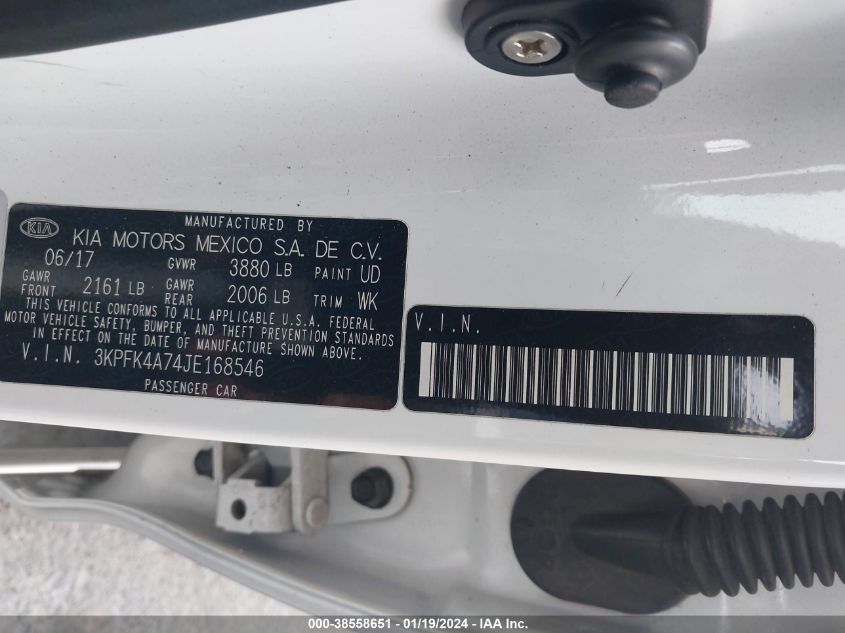 KIA
MANUFACTURED BY
KIA MOTORS MEXICO S.A. DE C.V.
06/17 GVWR 3880 LB PAINT UD
GAWR FRONT 2161 LB GAWR REAR 2006 LB TRIM WK
THIS VEHICLE CONFORMS TO ALL APPLICABLE U.S.A. FEDERAL
MOTOR VEHICLE SAFETY, BUMPER, AND THEFT PREVENTION STANDARDS
IN EFFECT ON THE DATE OF MANUFACTURE SHOWN ABOVE.
V.I.N. 3KPFK4A74JE168546
PASSENGER CAR
V.I.N.
000-38558651 - 01/19/2024 - IAA Inc.